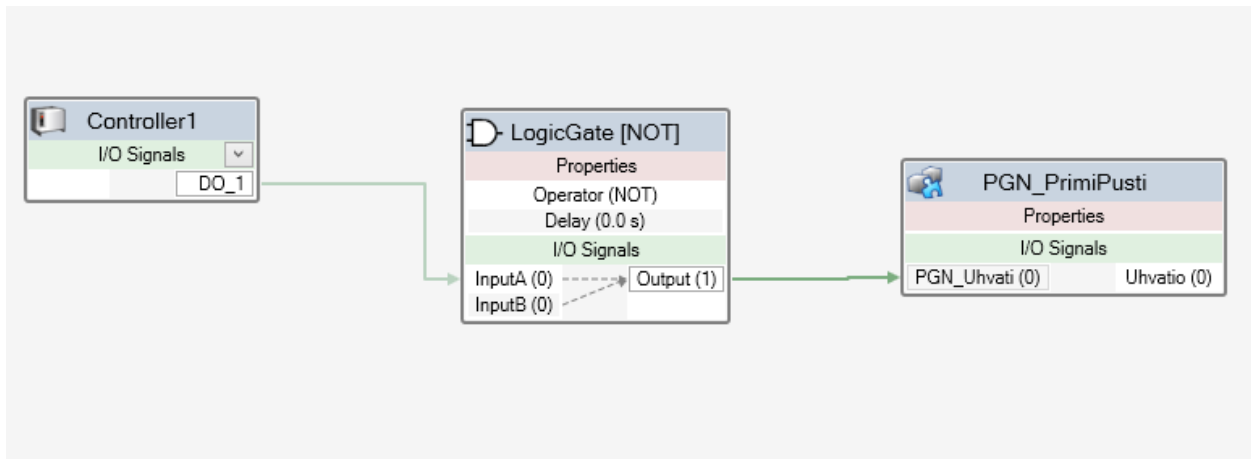 Controller1
I/O Signals
DO_1
LogicGate [NOT]
Properties
Operator (NOT)
Delay (0.0 s)
I/O Signals
InputA (0) Output (1)
InputB (0)
PGN_PrimiPusti
Properties
I/O Signals
PGN_Uhvati (0) Uhvatio (0)